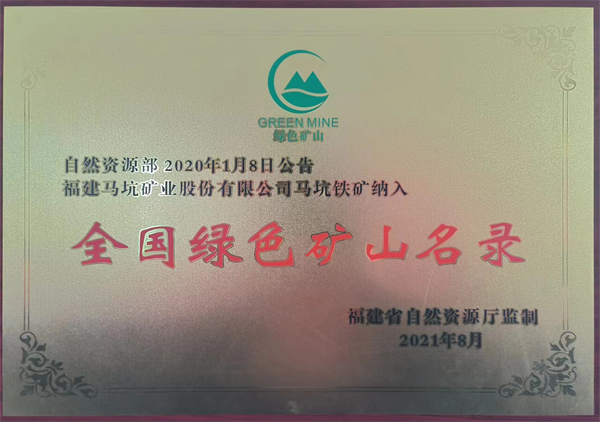 GREEN MINE
绿色矿山
自然资源部 2020年1月8日公告
福建马坑矿业股份有限公司马坑铁矿纳入
全国绿色矿山名录
福建省自然资源厅监制
2021年8月